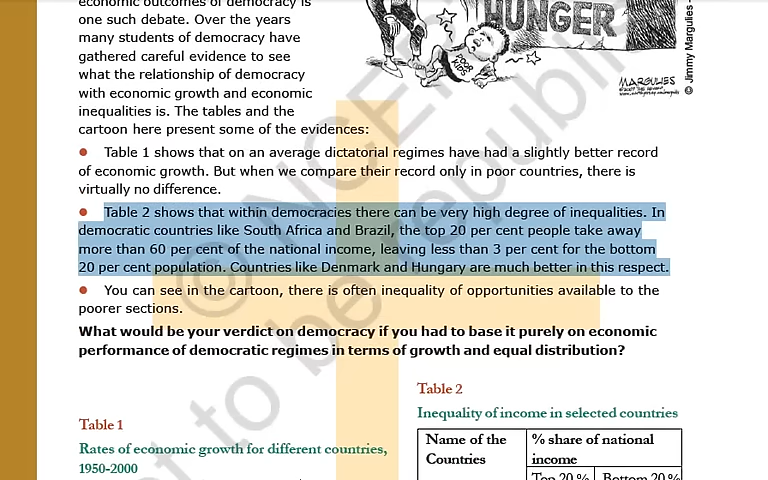 economic outcomes of democracy is
one such debate. Over the years
many students of democracy have
gathered careful evidence to see
what the relationship of democracy
with economic growth and economic
inequalities is. The tables and the
cartoon here present some of the evidences:
● Table 1 shows that on an average dictatorial regimes have had a slightly better record
of economic growth. But when we compare their record only in poor countries, there is
virtually no difference.
● Table 2 shows that within democracies there can be very high degree of inequalities. In
democratic countries like South Africa and Brazil, the top 20 per cent people take away
more than 60 per cent of the national income, leaving less than 3 per cent for the bottom
20 per cent population. Countries like Denmark and Hungary are much better in this respect.
● You can see in the cartoon, there is often inequality of opportunities available to the
poorer sections.
What would be your verdict on democracy if you had to base it purely on economic
performance of democratic regimes in terms of growth and equal distribution?
HUNGER
POOR
KIDS
MARGULIES
© Jimmy Margulies -
Table 1
Rates of economic growth for different countries,
1950-2000
Table 2
Inequality of income in selected countries
Name of the
Countries
% share of national
income
Top 20 %
Bottom 20 %
© NCERT
not to be republis